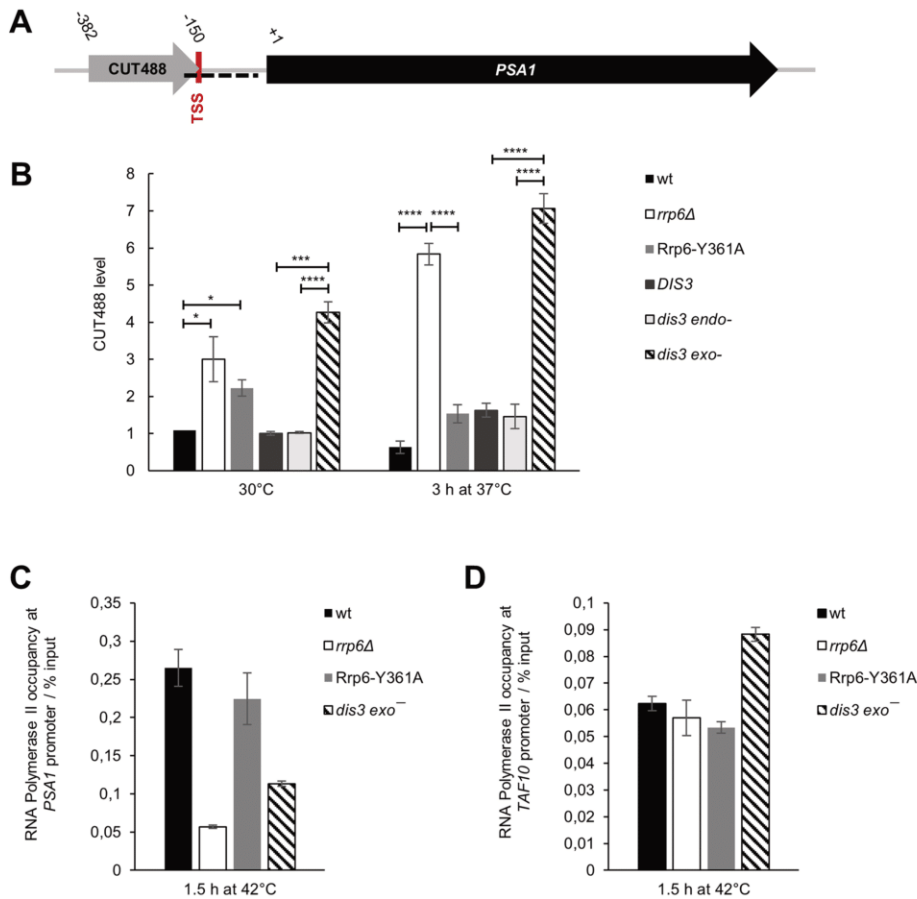 A
-382
-150
+1
CUT488
PSA1
TSS
B
CUT488 level
8
7
6
5
4
3
2
1
0
*
*
***
****
****
****
****
****
30°C
3 h at 37°C
wt
rrp6Δ
Rrp6-Y361A
DIS3
dis3 endo-
dis3 exo-
C
RNA Polymerase II occupancy at
PSA1 promoter / % input
0,35
0,3
0,25
0,2
0,15
0,1
0,05
0
1.5 h at 42°C
wt
rrp6Δ
Rrp6-Y361A
dis3 exo⁻
D
RNA Polymerase II occupancy at
TAF10 promoter / % input
0,1
0,09
0,08
0,07
0,06
0,05
0,04
0,03
0,02
0,01
0
1.5 h at 42°C
wt
rrp6Δ
Rrp6-Y361A
dis3 exo⁻